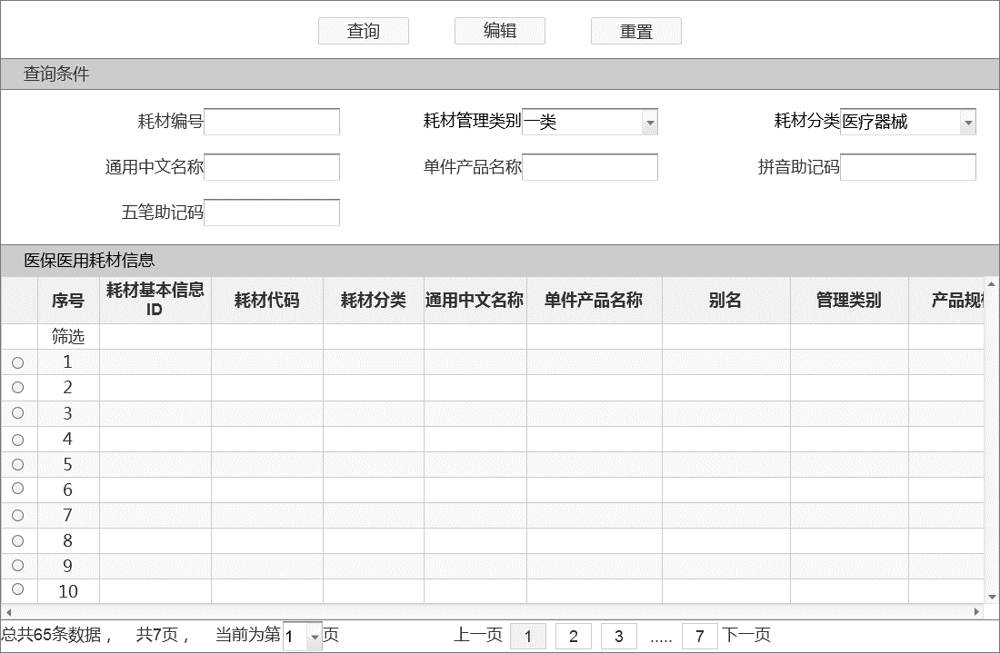 查询 编辑 重置
查询条件
耗材编号 耗材管理类别 一类 耗材分类 医疗器械
通用中文名称 单件产品名称 拼音助记码
五笔助记码
医保医用耗材信息
序号 耗材基本信息ID 耗材代码 耗材分类 通用中文名称 单件产品名称 别名 管理类别 产品规
筛选
1
2
3
4
5
6
7
8
9
10
总共65条数据， 共7页， 当前为第 1 页 上一页 1 2 3 ..... 7 下一页